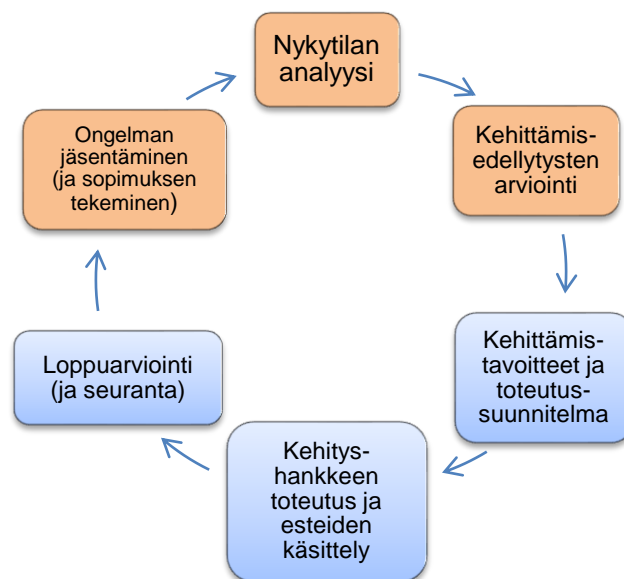 Nykytilan
analyysi
Kehittämis-
edellytysten
arviointi
Kehittämis-
tavoitteet ja
toteutus-
suunnitelma
Kehitys-
hankkeen
toteutus ja
esteiden
käsittely
Loppuarviointi
(ja seuranta)
Ongelman
jäsentäminen
(ja sopimuksen
tekeminen)